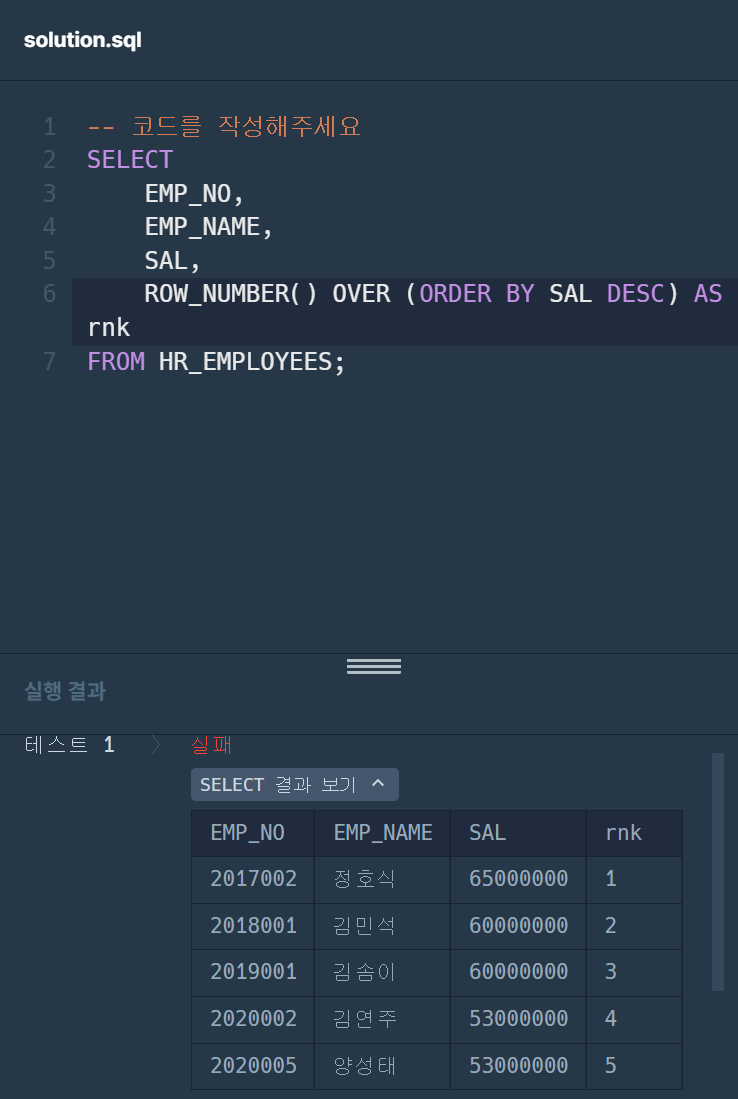 solution.sql
1 -- 코드를 작성해주세요
2 SELECT
3 EMP_NO,
4 EMP_NAME,
5 SAL,
6 ROW_NUMBER() OVER (ORDER BY SAL DESC) AS
rnk
7 FROM HR_EMPLOYEES;
실행 결과
테스트 1 〉 실패
SELECT 결과 보기
EMP_NO EMP_NAME SAL rnk
2017002 정호식 65000000 1
2018001 김민석 60000000 2
2019001 김솜이 60000000 3
2020002 김연주 53000000 4
2020005 양성태 53000000 5